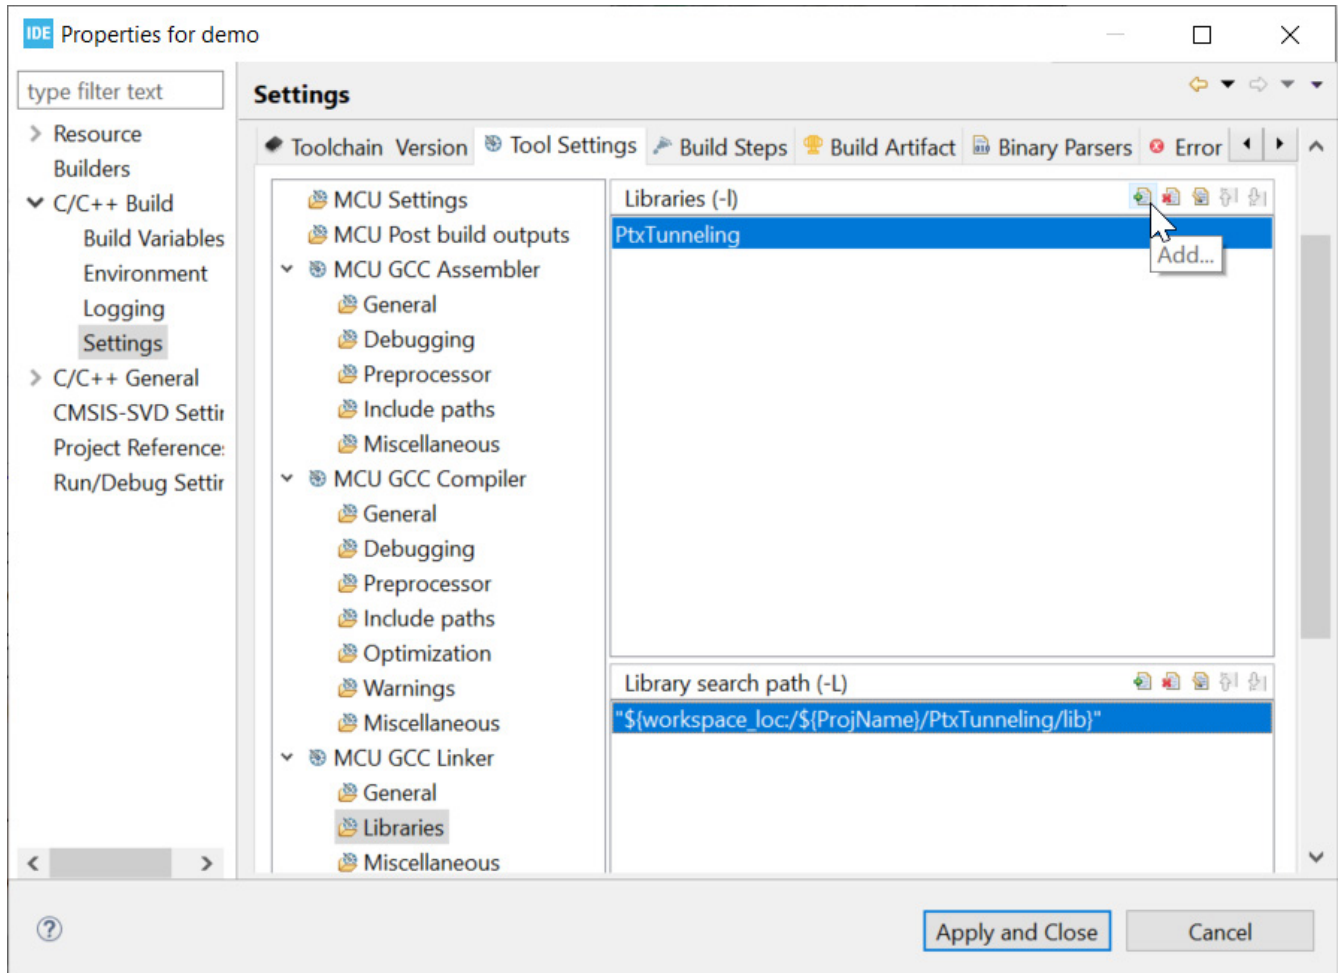 IDE Properties for demo
type filter text
Resource
Builders
C/C++ Build
Build Variables
Environment
Logging
Settings
C/C++ General
CMSIS-SVD Settin
Project Reference
Run/Debug Settin
Settings
Toolchain Version
Tool Settings
Build Steps
Build Artifact
Binary Parsers
Error
MCU Settings
MCU Post build outputs
MCU GCC Assembler
General
Debugging
Preprocessor
Include paths
Miscellaneous
MCU GCC Compiler
General
Debugging
Preprocessor
Include paths
Optimization
Warnings
Miscellaneous
MCU GCC Linker
General
Libraries
Miscellaneous
Libraries (-l)
PtxTunneling
Add...
Library search path (-L)
"${workspace_loc:/${ProjName}/PtxTunneling/lib}"
Apply and Close
Cancel